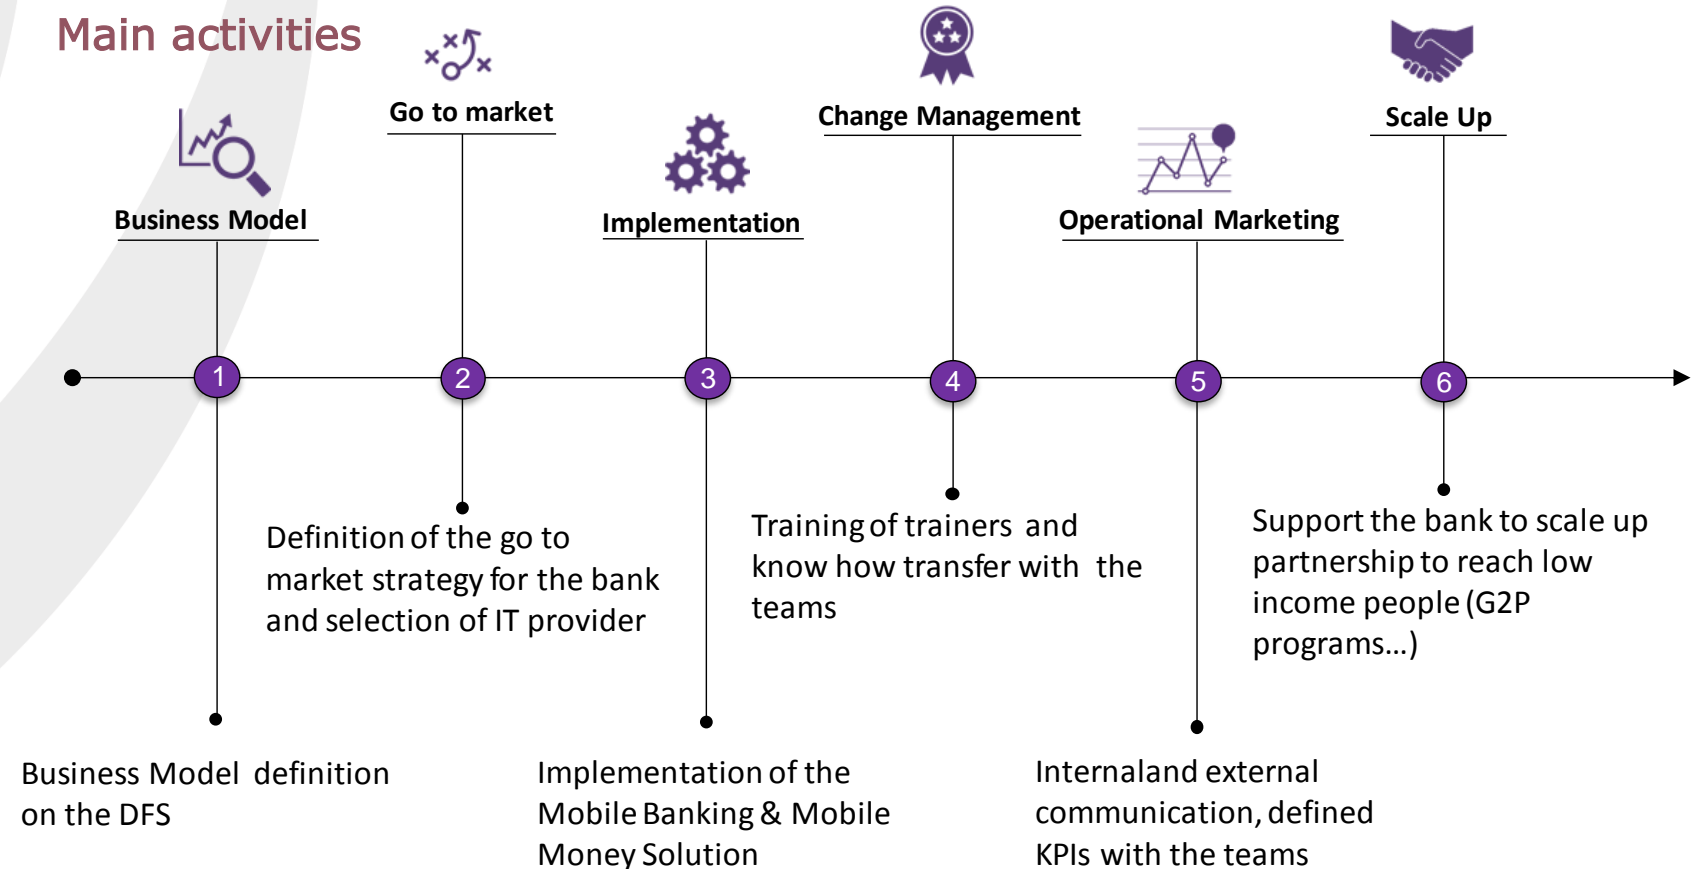 Main activities
Business Model
Go to market
Implementation
Change Management
Operational Marketing
Scale Up
1
2
3
4
5
6
Business Model definition
on the DFS
Definition of the go to
market strategy for the bank
and selection of IT provider
Implementation of the
Mobile Banking & Mobile
Money Solution
Training of trainers and
know how transfer with the
teams
Internaland external
communication, defined
KPIs with the teams
Support the bank to scale up
partnership to reach low
income people (G2P
programs...)